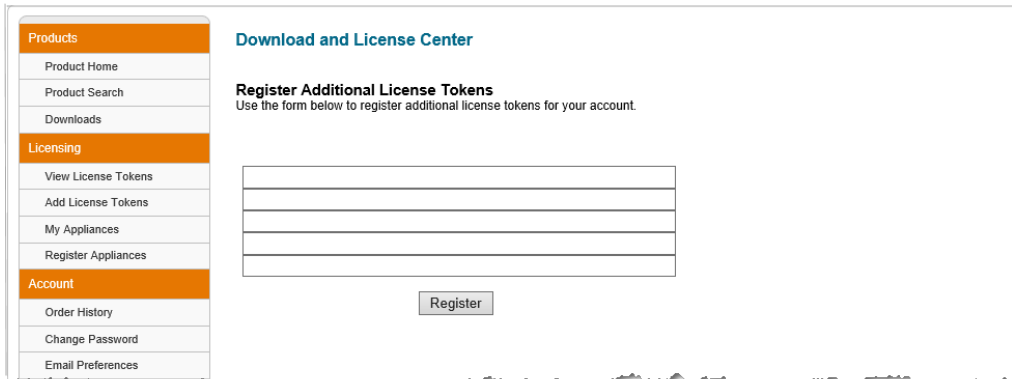 Products
Product Home
Product Search
Downloads
Licensing
View License Tokens
Add License Tokens
My Appliances
Register Appliances
Account
Order History
Change Password
Email Preferences
Download and License Center
Register Additional License Tokens
Use the form below to register additional license tokens for your account.
Register